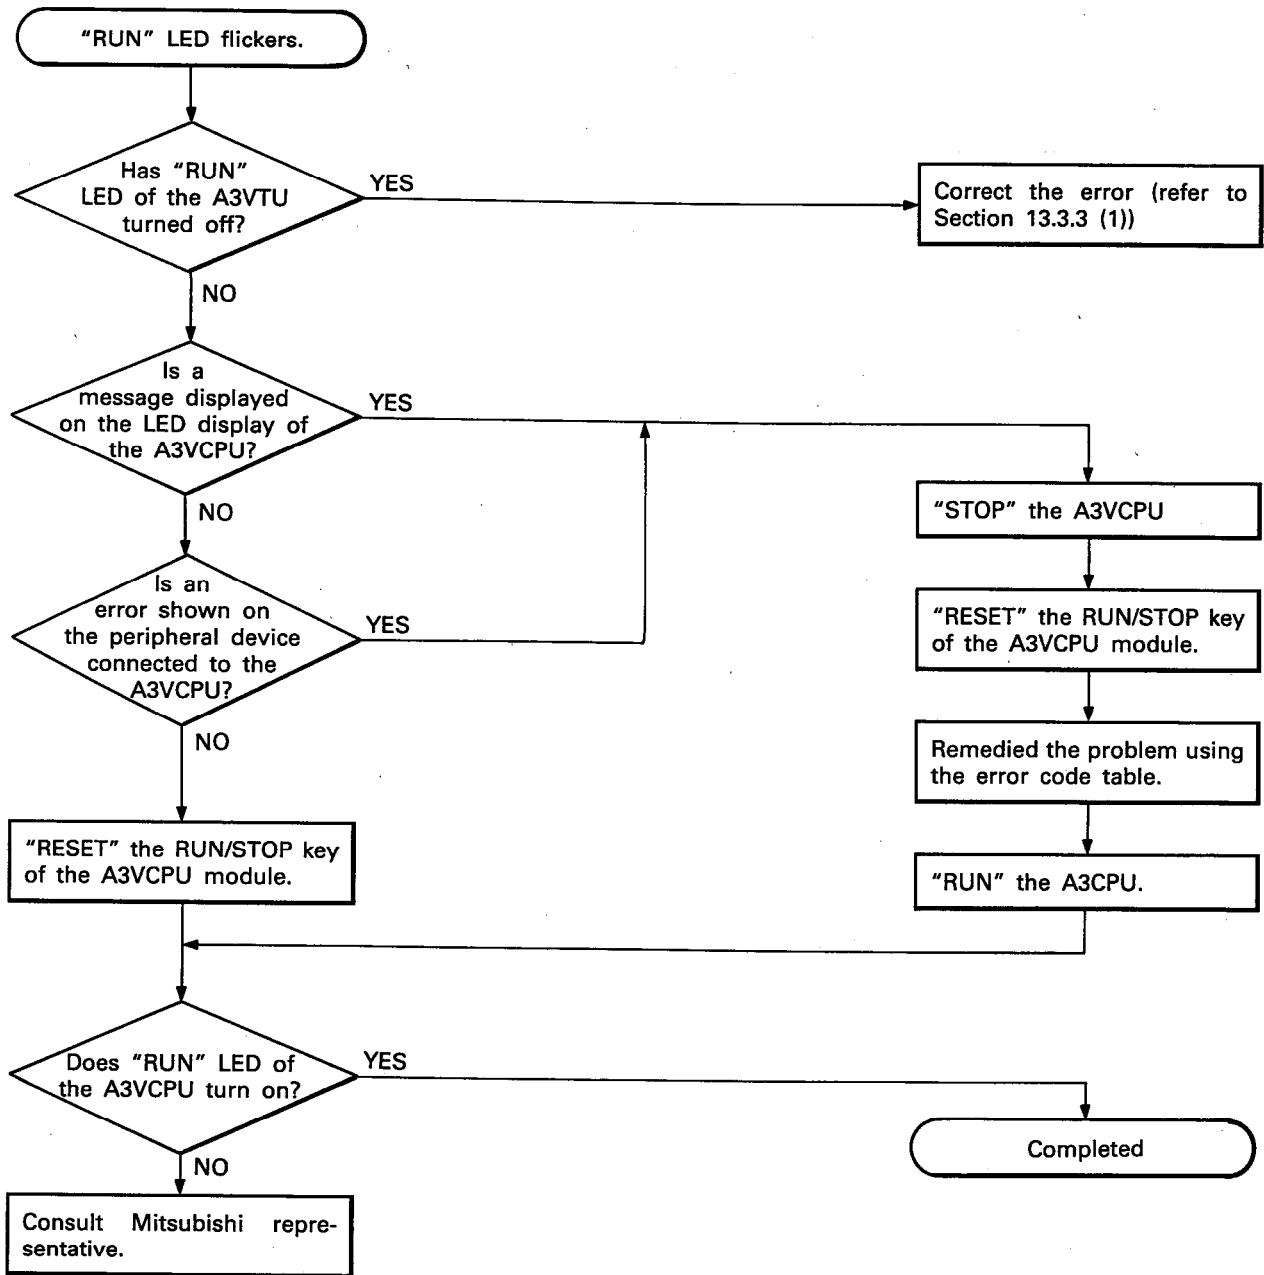 “RUN” LED flickers.
Has “RUN”
LED of the A3VTU
turned off?
YES
Correct the error (refer to
Section 13.3.3 (1))
NO
Is a
message displayed
on the LED display of
the A3VCPU?
YES
NO
“STOP” the A3VCPU
Is an
error shown on
the peripheral device
connected to the
A3VCPU?
YES
NO
“RESET” the RUN/STOP key
of the A3VCPU module.
Remedied the problem using
the error code table.
“RESET” the RUN/STOP key
of the A3VCPU module.
“RUN” the A3CPU.
Does “RUN” LED of
the A3VCPU turn on?
YES
Completed
NO
Consult Mitsubishi repre-
sentative.